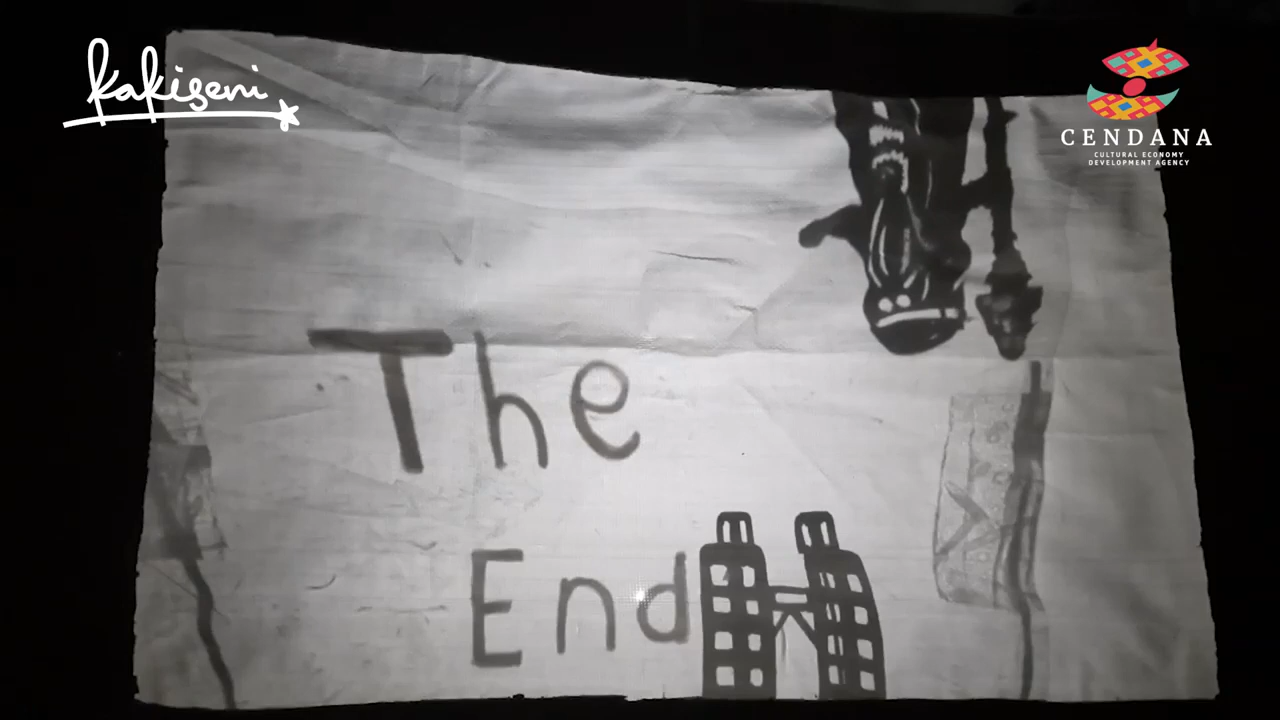 kakiseni
CENDANA
CULTURAL ECONOMY
DEVELOPMENT AGENCY
The
End